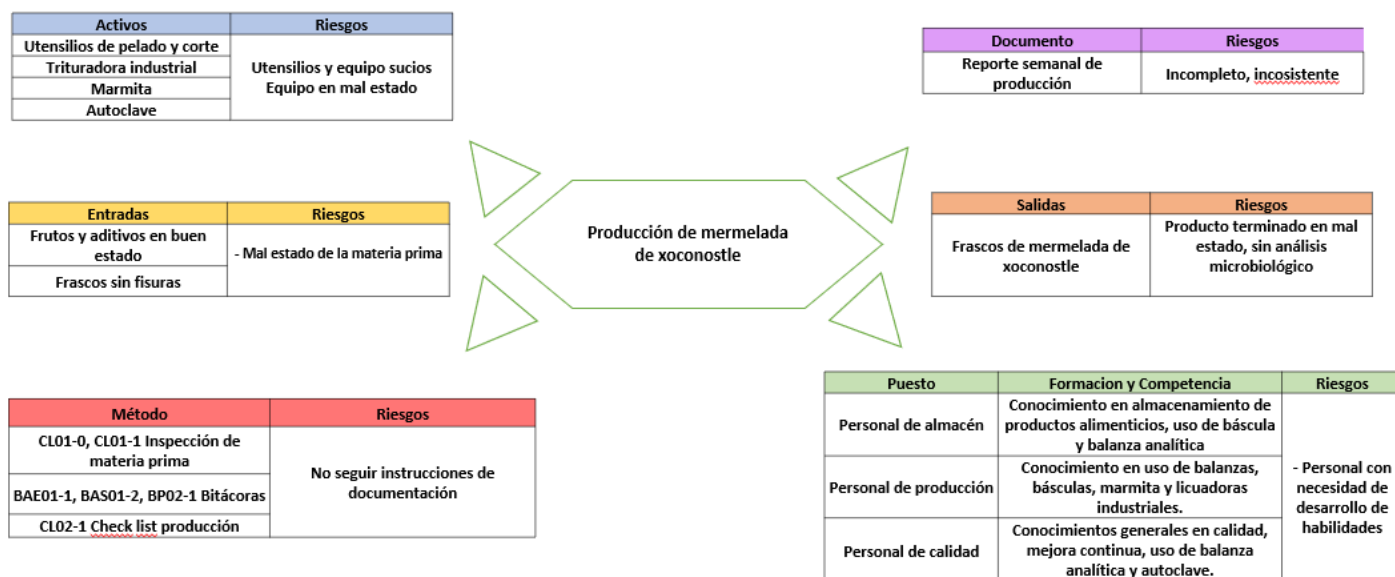 Activos Riesgos
Utensilios de pelado y corte
Trituradora industrial
Marmita
Autoclave
Utensilios y equipo sucios
Equipo en mal estado
Documento Riesgos
Reporte semanal de
producción
Incompleto, incosistente
Entradas Riesgos
Frutos y aditivos en buen
estado
Frascos sin fisuras
- Mal estado de la materia prima
Producción de mermelada
de xoconostle
Salidas Riesgos
Frascos de mermelada de
xoconostle
Producto terminado en mal
estado, sin análisis
microbiológico
Método Riesgos
CL01-0, CL01-1 Inspección de
materia prima
BAE01-1, BAS01-2, BP02-1 Bitácoras
CL02-1 Check list producción
No seguir instrucciones de
documentación
Puesto Formacion y Competencia Riesgos
Personal de almacén
Conocimiento en almacenamiento de
productos alimenticios, uso de báscula
y balanza analítica
Personal de producción
Conocimiento en uso de balanzas,
básculas, marmita y licuadoras
industriales.
Personal de calidad
Conocimientos generales en calidad,
mejora continua, uso de balanza
analítica y autoclave.
- Personal con
necesidad de
desarrollo de
habilidades